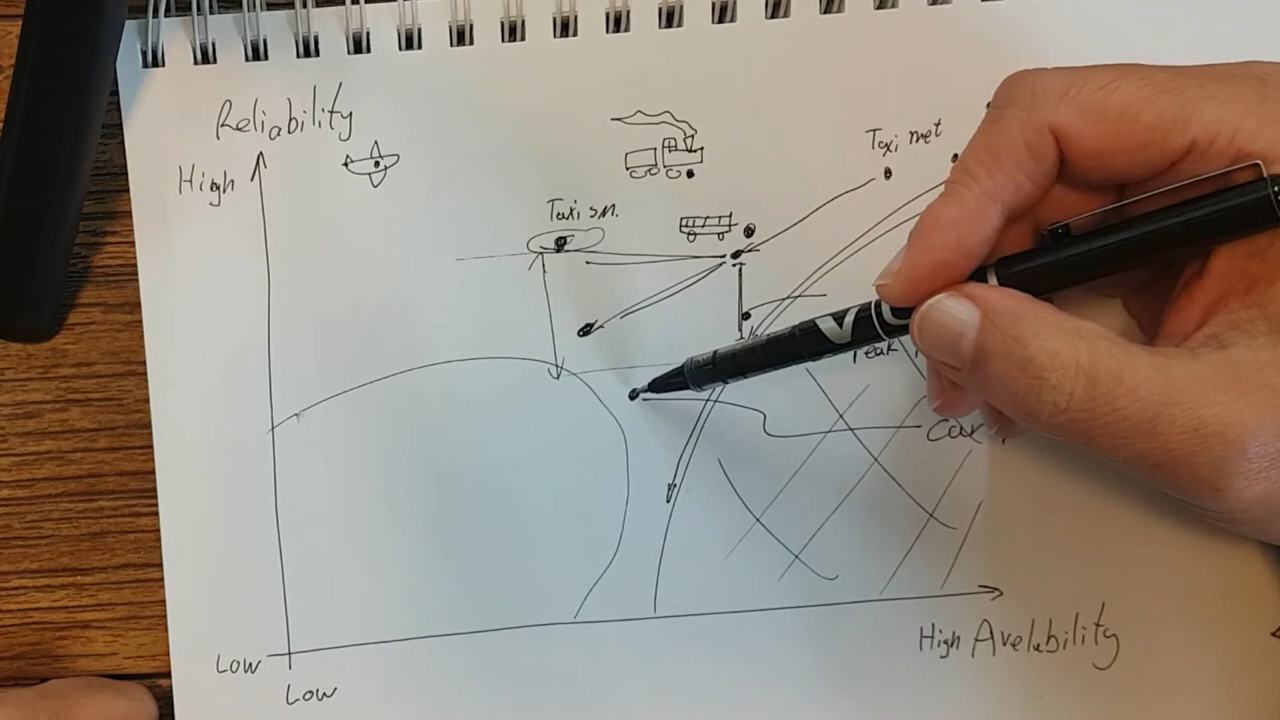 Reliability
High
Taxi met
Taxi sm.
Peak
Car
Low
Low
High Avelability
V